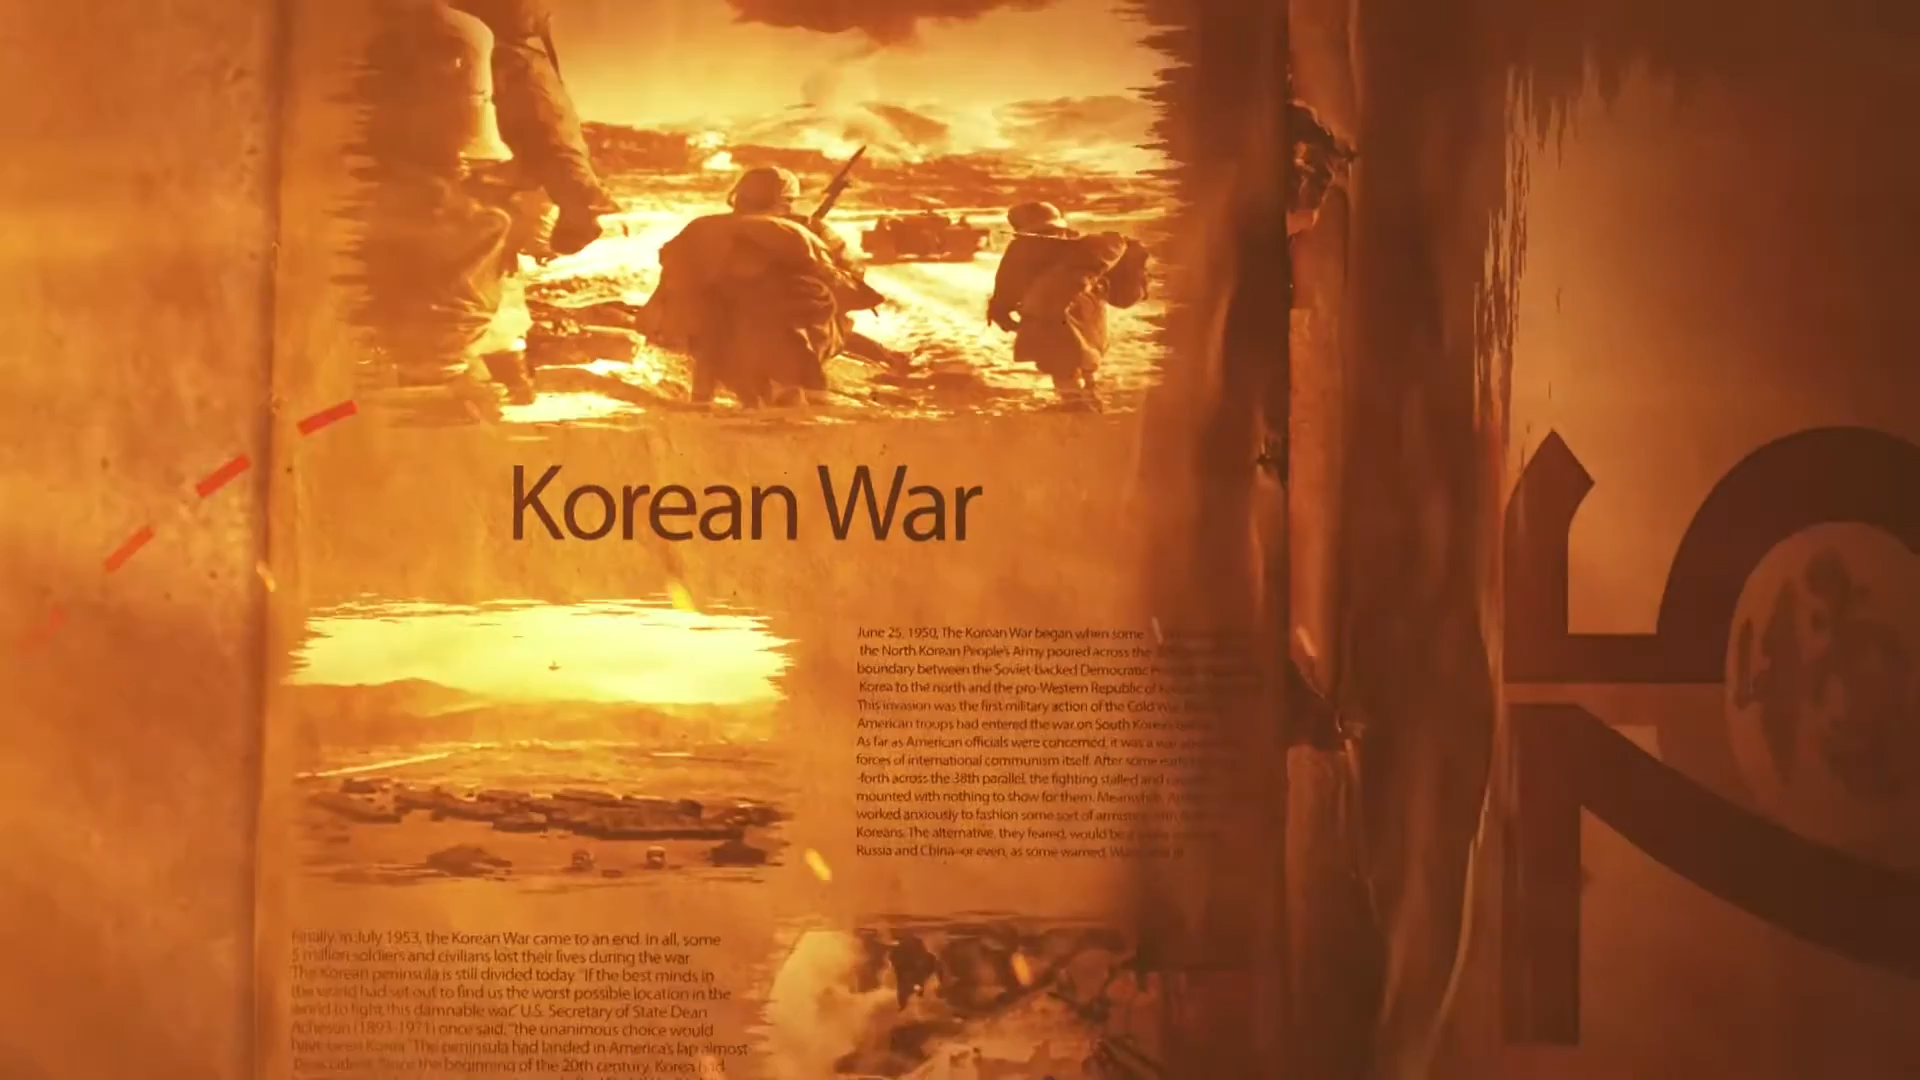 Korean War
June 25, 1950, The Korean War began when some
the North Korean People's Army poured across the
boundary between the Soviet-backed Democratic
Korea to the north and the pro-Western Republic of
This invasion was the first military action of the Cold
American troops had entered the war on South Korea's
As far as American officials were concerned, it was a war
forces of international communism itself. After some early
-forth across the 38th parallel, the fighting stalled and
mounted with nothing to show for them. Meanwhile,
worked anxiously to fashion some sort of armistice
Koreans. The alternative, they feared, would be a
Russia and China–or even, as some warned,
Finally, in July 1953, the Korean War came to an end. In all, some
5 million soldiers and civilians lost their lives during the war
The Korean peninsula is still divided today "If the best minds in
the world had set out to find us the worst possible location in the
world to fight this damnable war," U.S. Secretary of State Dean
Acheson (1893-1971) once said, "the unanimous choice would
have been Korea." The peninsula had landed in America's lap almost
by accident. Since the beginning of the 20th century, Korea had